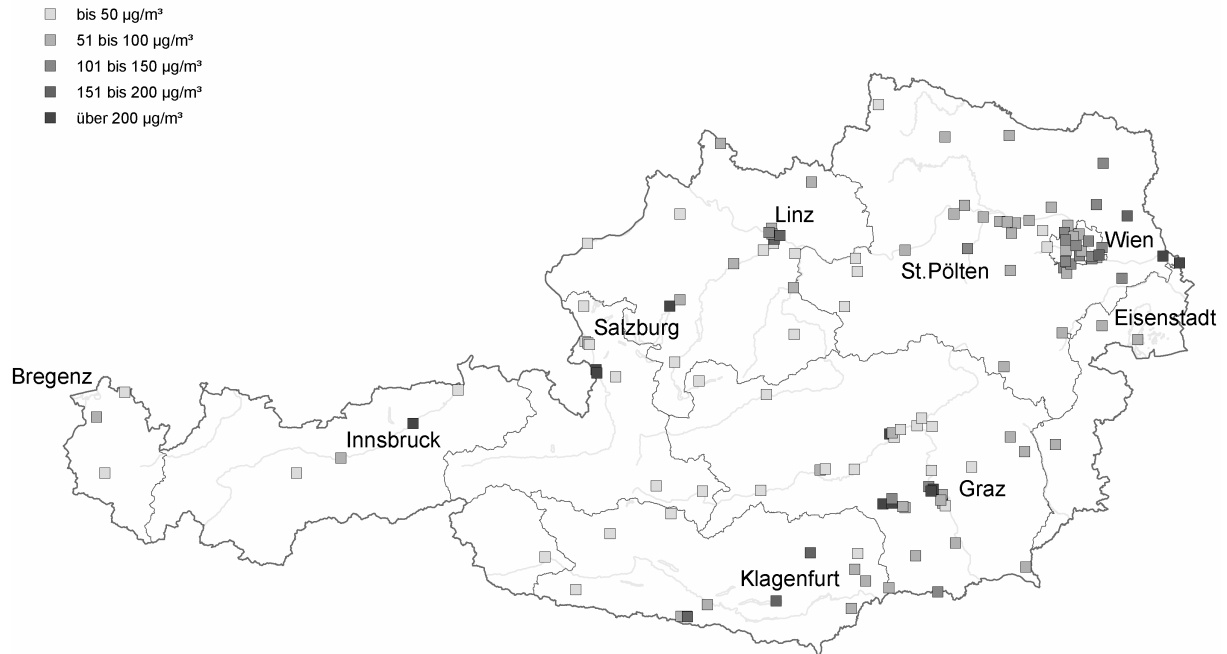 bis 50 µg/m³
51 bis 100 µg/m³
101 bis 150 µg/m³
151 bis 200 µg/m³
über 200 µg/m³
Linz
Wien
St.Pölten
Eisenstadt
Salzburg
Bregenz
Innsbruck
Graz
Klagenfurt